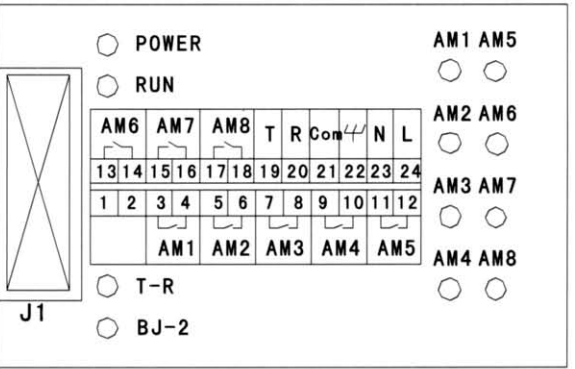 POWER
RUN
AM1 AM5
AM2 AM6
AM3 AM7
AM4 AM8
AM6 AM7 AM8 T R Com N L
13 14 15 16 17 18 19 20 21 22 23 24
1 2 3 4 5 6 7 8 9 10 11 12
AM1 AM2 AM3 AM4 AM5
T-R
BJ-2
J1